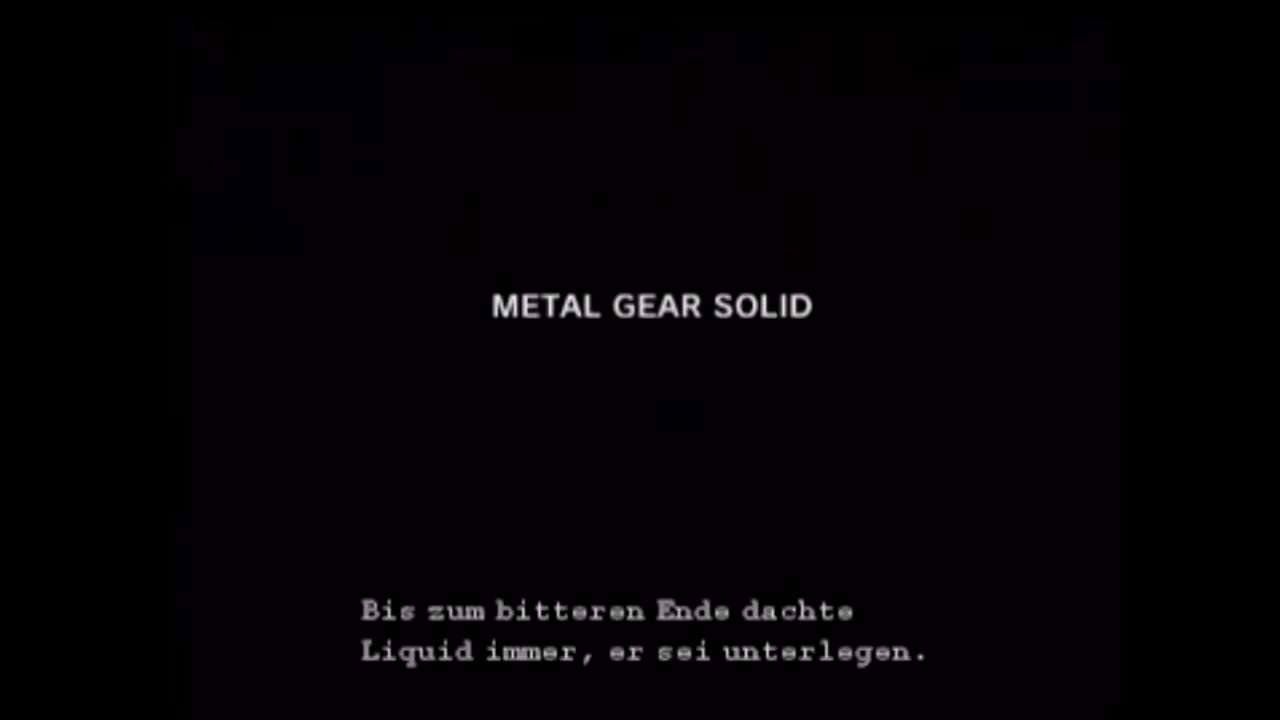 METAL GEAR SOLID
Bis zum bitteren Ende dachte
Liquid immer, er sei unterlegen.